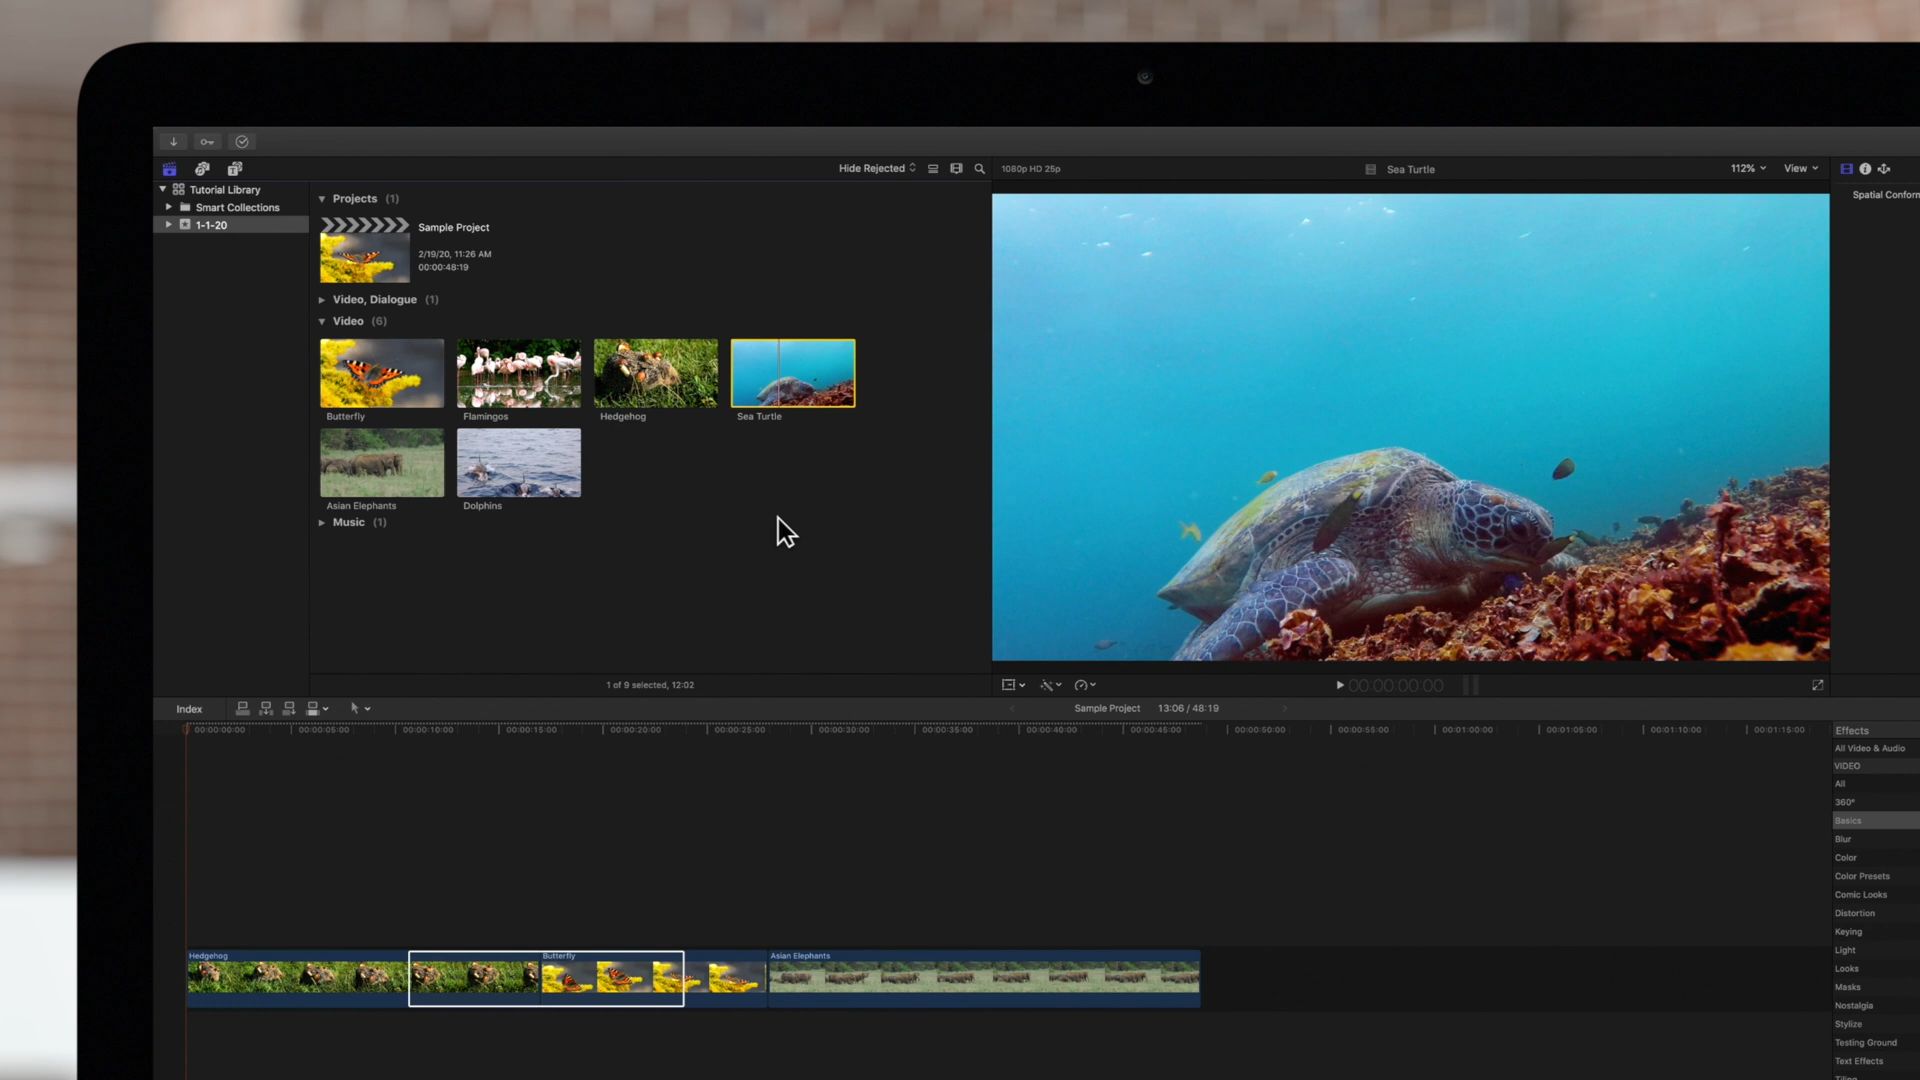 Hide Rejected
1080p HD 25p
Sea Turtle
112%
View
Tutorial Library
Smart Collections
1-1-20
Projects (1)
Sample Project
2/19/20, 11:26 AM
00:00:48:19
Video, Dialogue (1)
Video (6)
Butterfly
Flamingos
Hedgehog
Sea Turtle
Asian Elephants
Dolphins
Music (1)
1 of 9 selected, 12:02
Spatial Conform
00:00:00:00
Index
Sample Project
13:06 / 48:19
00:00:00:00
00:00:05:00
00:00:10:00
00:00:15:00
00:00:20:00
00:00:25:00
00:00:30:00
00:00:35:00
00:00:40:00
00:00:45:00
00:00:50:00
00:00:55:00
00:01:00:00
00:01:05:00
00:01:10:00
00:01:15:00
Hedgehog
Butterfly
Asian Elephants
Effects
All Video & Audio
VIDEO
All
360°
Basics
Blur
Color
Color Presets
Comic Looks
Distortion
Keying
Light
Looks
Masks
Nostalgia
Stylize
Testing Ground
Text Effects